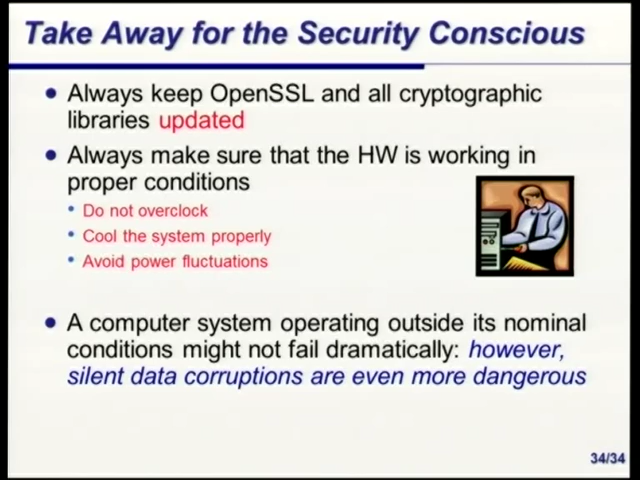 Take Away for the Security Conscious
Always keep OpenSSL and all cryptographic
libraries updated
Always make sure that the HW is working in
proper conditions
Do not overclock
Cool the system properly
Avoid power fluctuations
A computer system operating outside its nominal
conditions might not fail dramatically: however,
silent data corruptions are even more dangerous
34/34